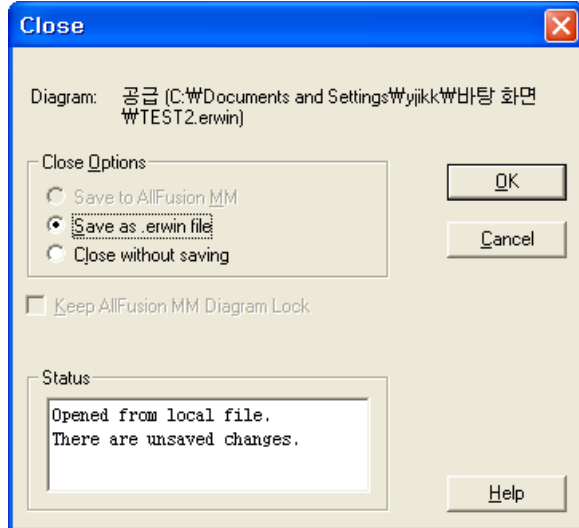 Close
Diagram: 공급 (C:₩Documents and Settings₩yjikk₩바탕 화면
₩TEST2.erwin)
Close Options
Save to AllFusion MM
Save as .erwin file
Close without saving
OK
Cancel
Keep AllFusion MM Diagram Lock
Status
Opened from local file.
There are unsaved changes.
Help